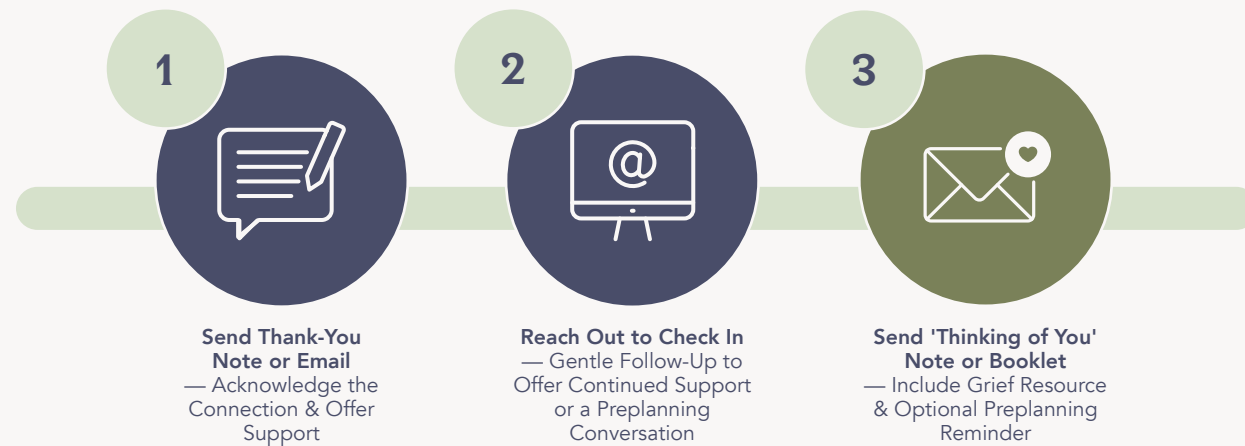 1
Send Thank-You
Note or Email
— Acknowledge the
Connection & Offer
Support
2
@
Reach Out to Check In
— Gentle Follow-Up to
Offer Continued Support
or a Preplanning
Conversation
3
Send 'Thinking of You'
Note or Booklet
— Include Grief Resource
& Optional Preplanning
Reminder